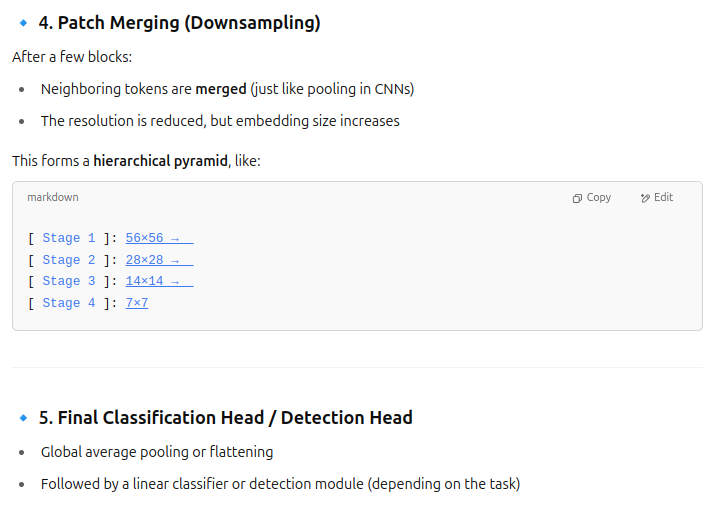 4. Patch Merging (Downsampling)
After a few blocks:
Neighboring tokens are merged (just like pooling in CNNs)
The resolution is reduced, but embedding size increases
This forms a hierarchical pyramid, like:
markdown Copy Edit
[ Stage 1 ]: 56×56 →
[ Stage 2 ]: 28×28 →
[ Stage 3 ]: 14×14 →
[ Stage 4 ]: 7×7
5. Final Classification Head / Detection Head
Global average pooling or flattening
Followed by a linear classifier or detection module (depending on the task)